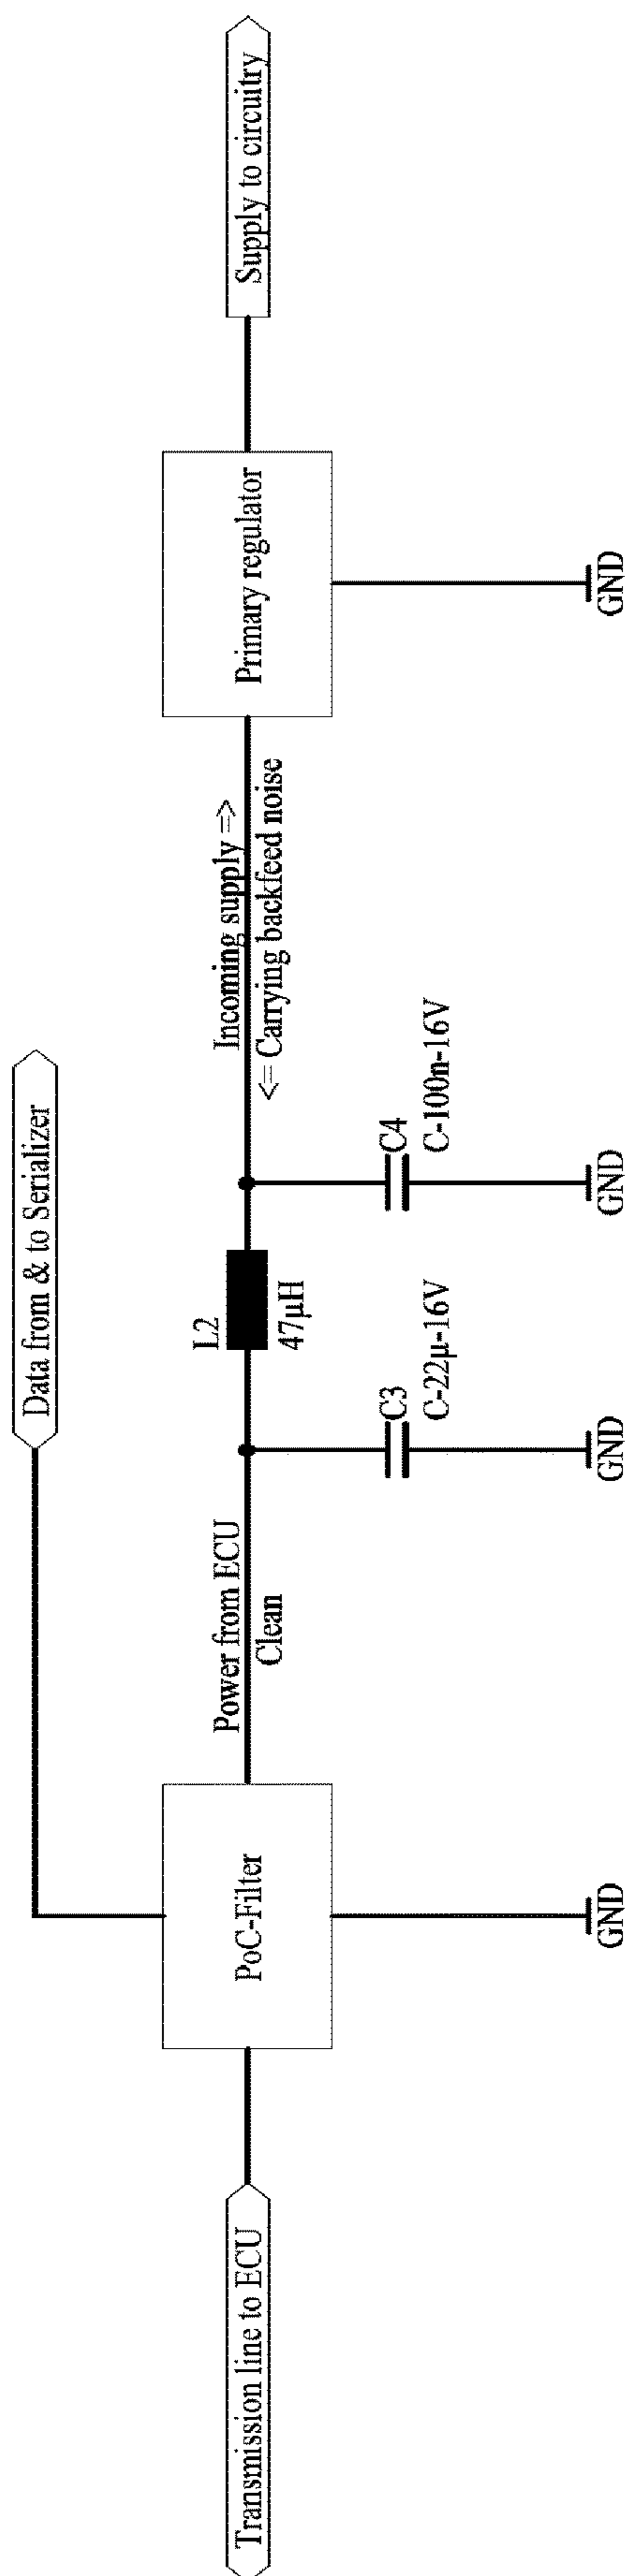 Data from & to Serializer
Transmission line to ECU
PoC-Filter
Power from ECU
Clean
L2
47µH
Incoming supply =>
<= Carrying backfeed noise
Primary regulator
Supply to circuitry
C3
C-22µ-16V
C4
C-100n-16V
GND
GND
GND
GND